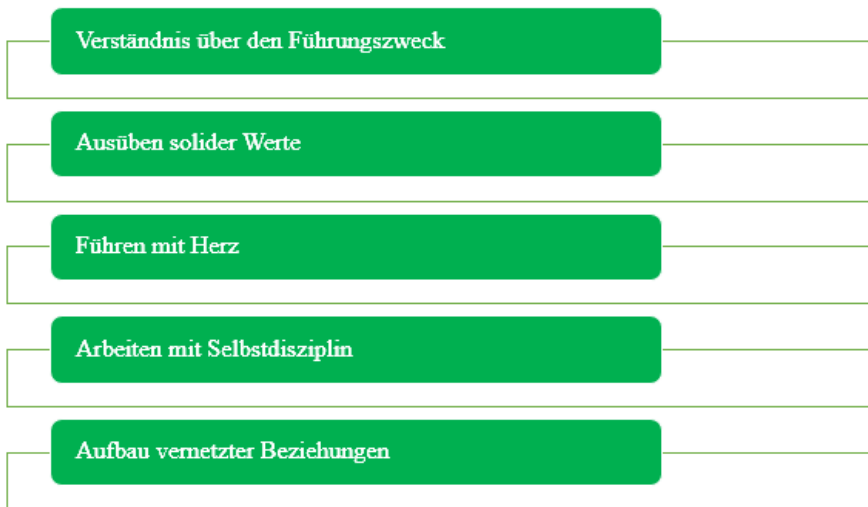 Verständnis über den Führungszweck
Ausüben solider Werte
Führen mit Herz
Arbeiten mit Selbstdisziplin
Aufbau vernetzter Beziehungen